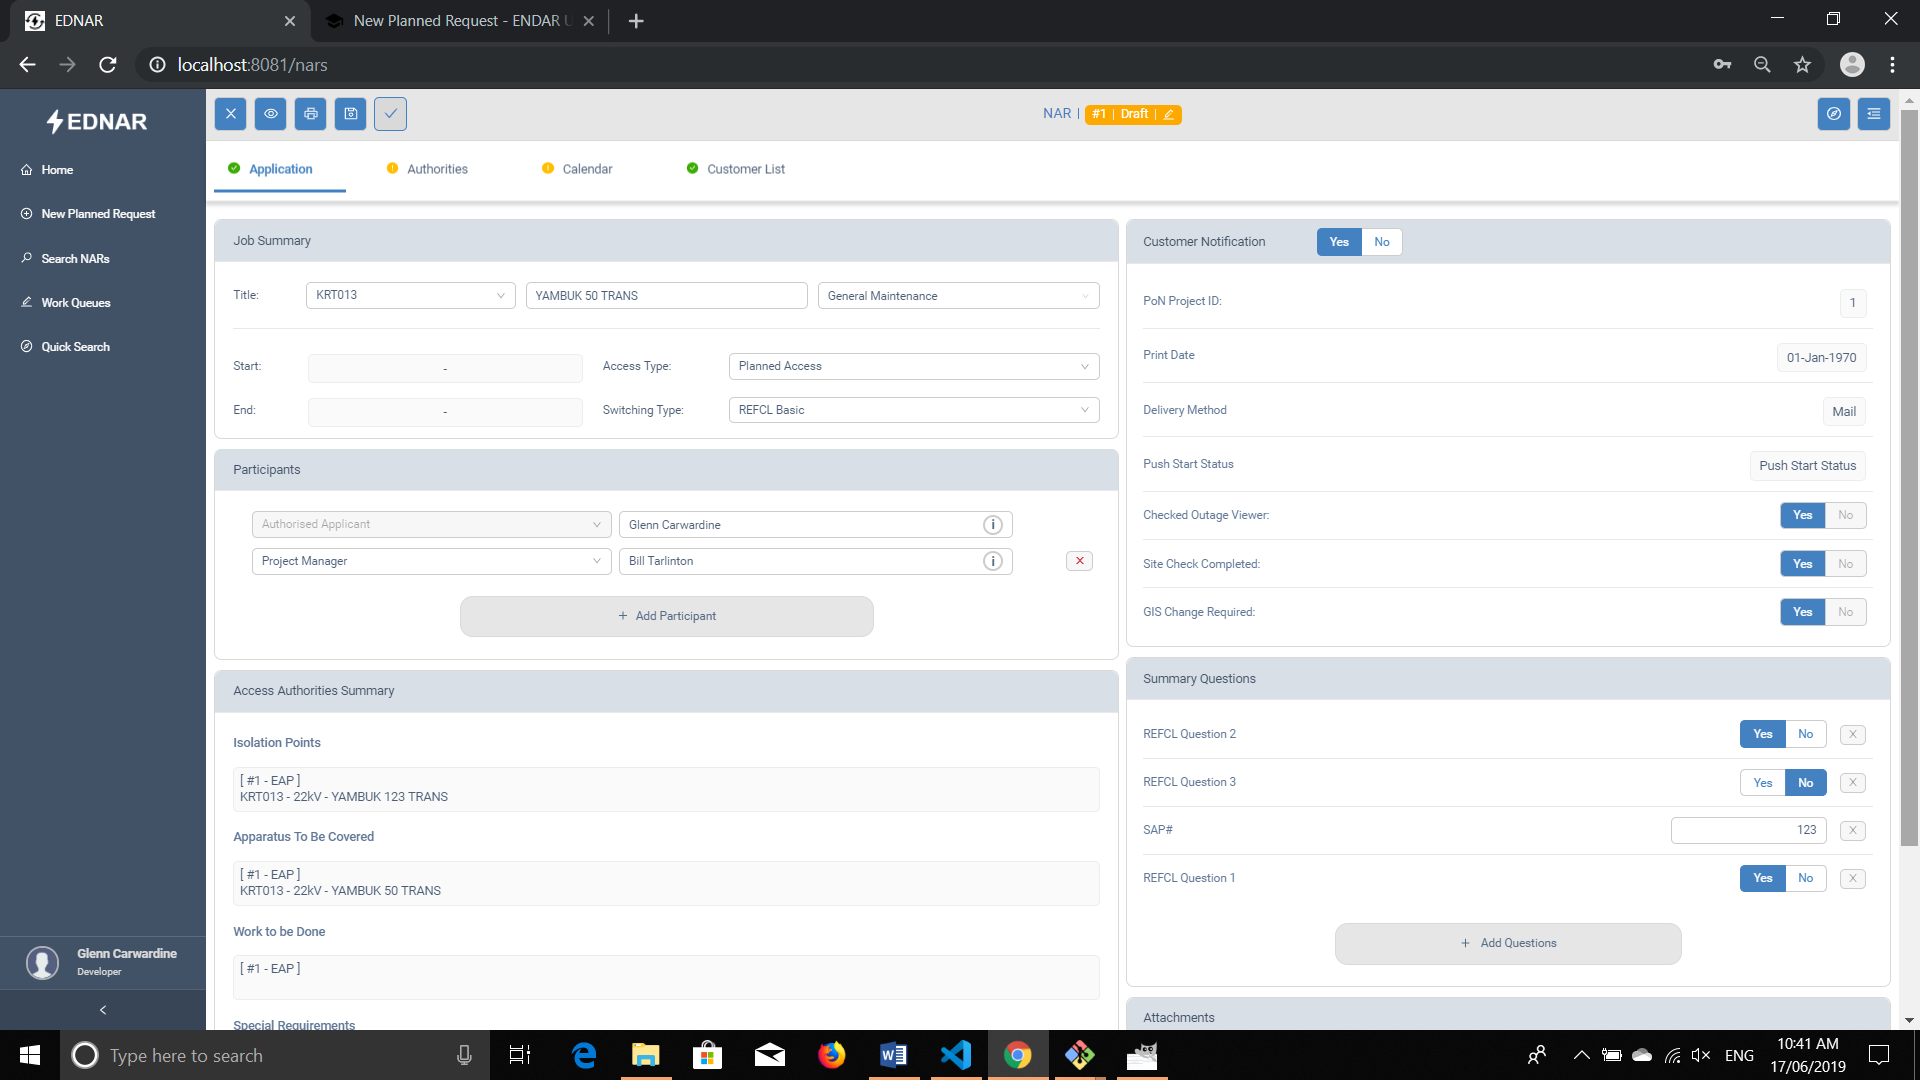 EDNAR
New Planned Request - ENDAR U
localhost:8081/nars
EDNAR
NAR | #1 | Draft |
Home
New Planned Request
Search NARs
Work Queues
Quick Search
Glenn Carwardine
Developer
Application
Authorities
Calendar
Customer List
Job Summary
Title: KRT013 YAMBUK 50 TRANS General Maintenance
Start: - Access Type: Planned Access
End: - Switching Type: REFCL Basic
Participants
Authorised Applicant Glenn Carwardine
Project Manager Bill Tarlinton
+ Add Participant
Access Authorities Summary
Isolation Points
[ #1 - EAP ]
KRT013 - 22kV - YAMBUK 123 TRANS
Apparatus To Be Covered
[ #1 - EAP ]
KRT013 - 22kV - YAMBUK 50 TRANS
Work to be Done
[ #1 - EAP ]
Special Requirements
Customer Notification Yes No
PoN Project ID: 1
Print Date 01-Jan-1970
Delivery Method Mail
Push Start Status Push Start Status
Checked Outage Viewer: Yes No
Site Check Completed: Yes No
GIS Change Required: Yes No
Summary Questions
REFCL Question 2 Yes No X
REFCL Question 3 Yes No X
SAP# 123 X
REFCL Question 1 Yes No X
+ Add Questions
Attachments
Type here to search
ENG
10:41 AM
17/06/2019